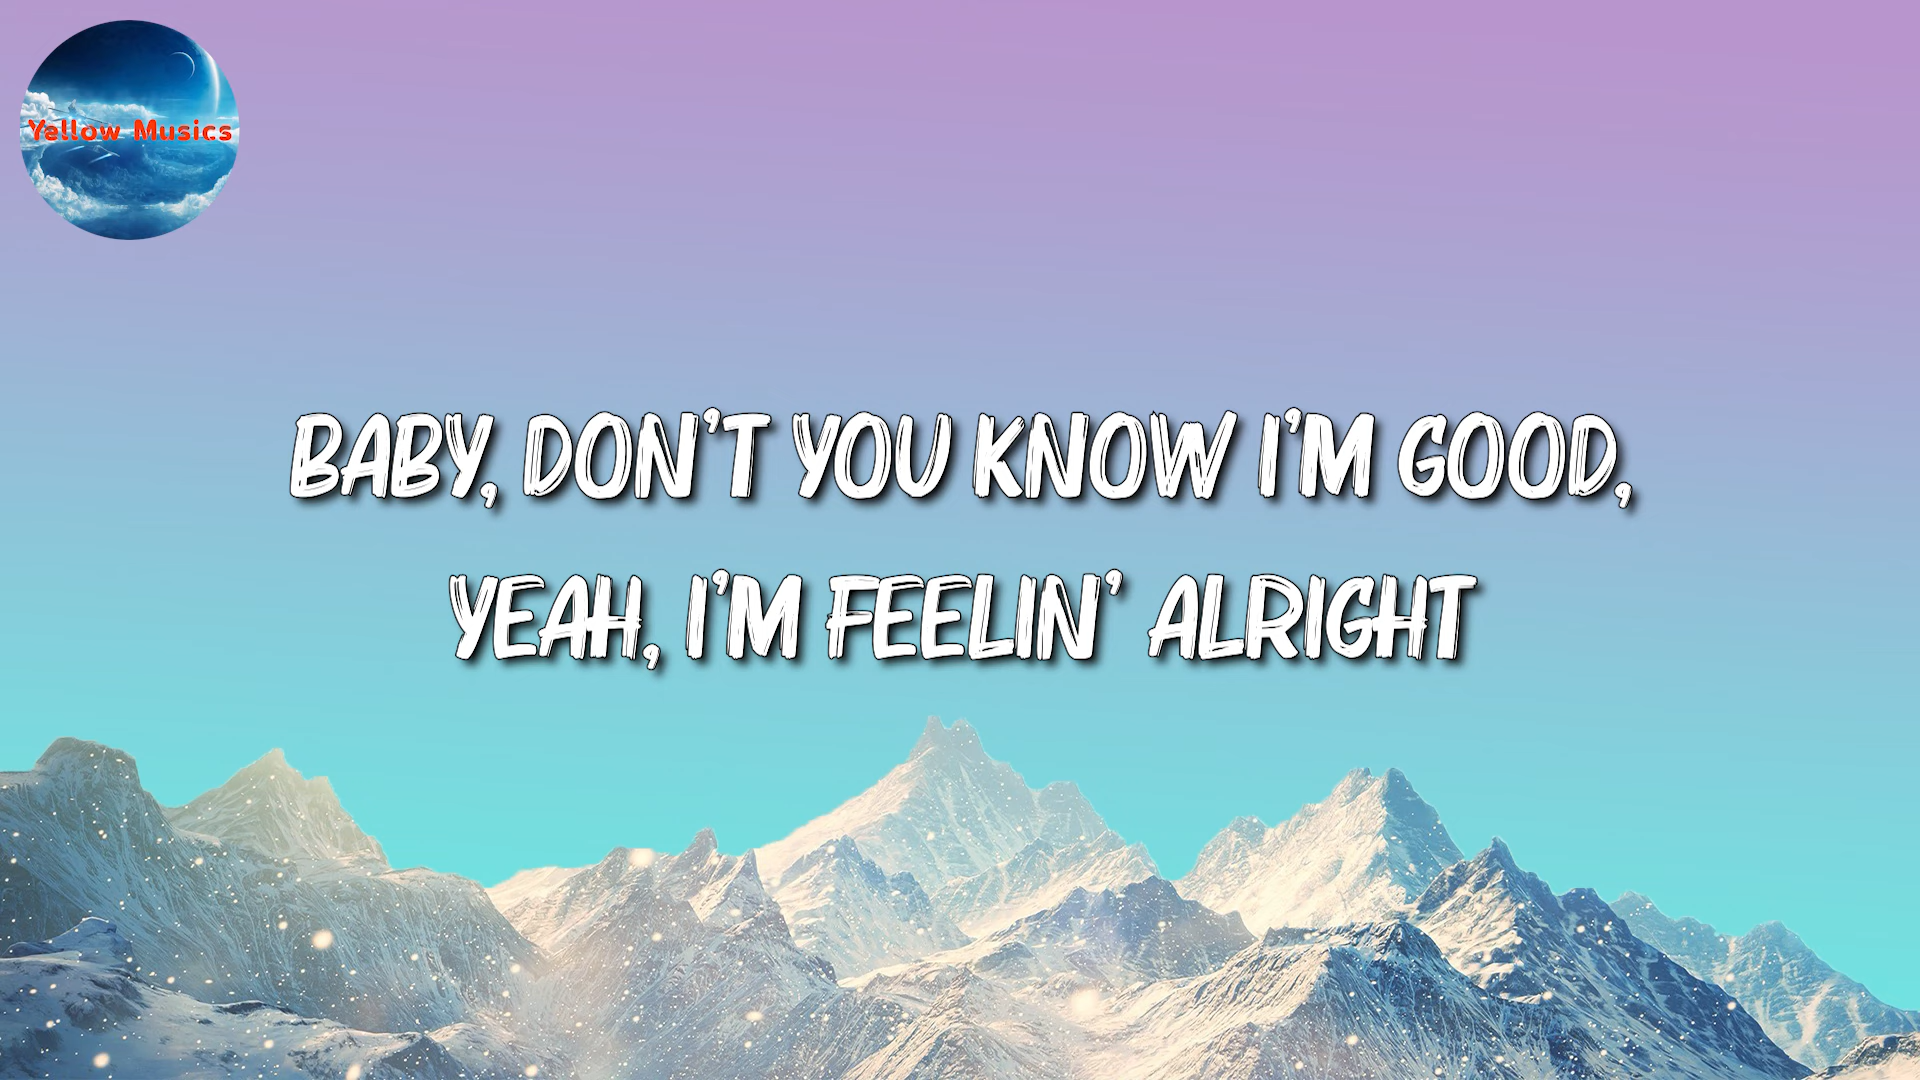 Yellow Musics
BABY, DON'T YOU KNOW I'M GOOD,
YEAH, I'M FEELIN' ALRIGHT